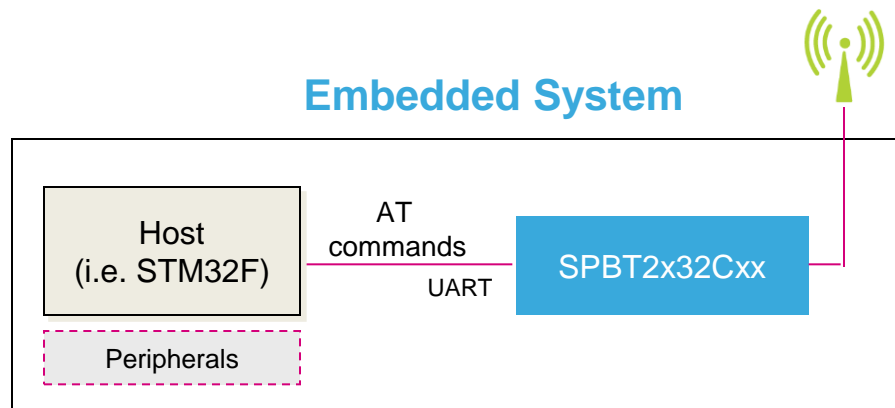 Embedded System
Host
(i.e. STM32F)
AT
commands
UART
SPBT2x32Cxx
Peripherals